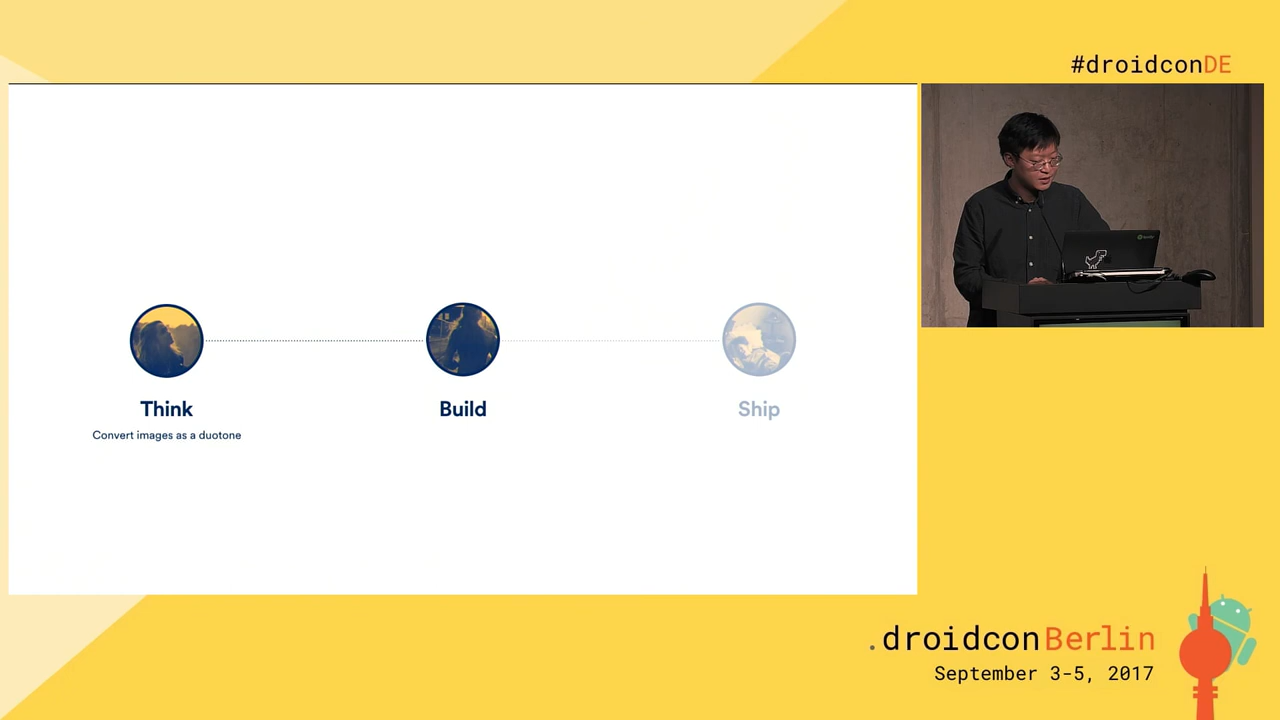 #droidconDE
Think
Build
Ship
Convert images as a duotone
.droidconBerlin
September 3-5, 2017